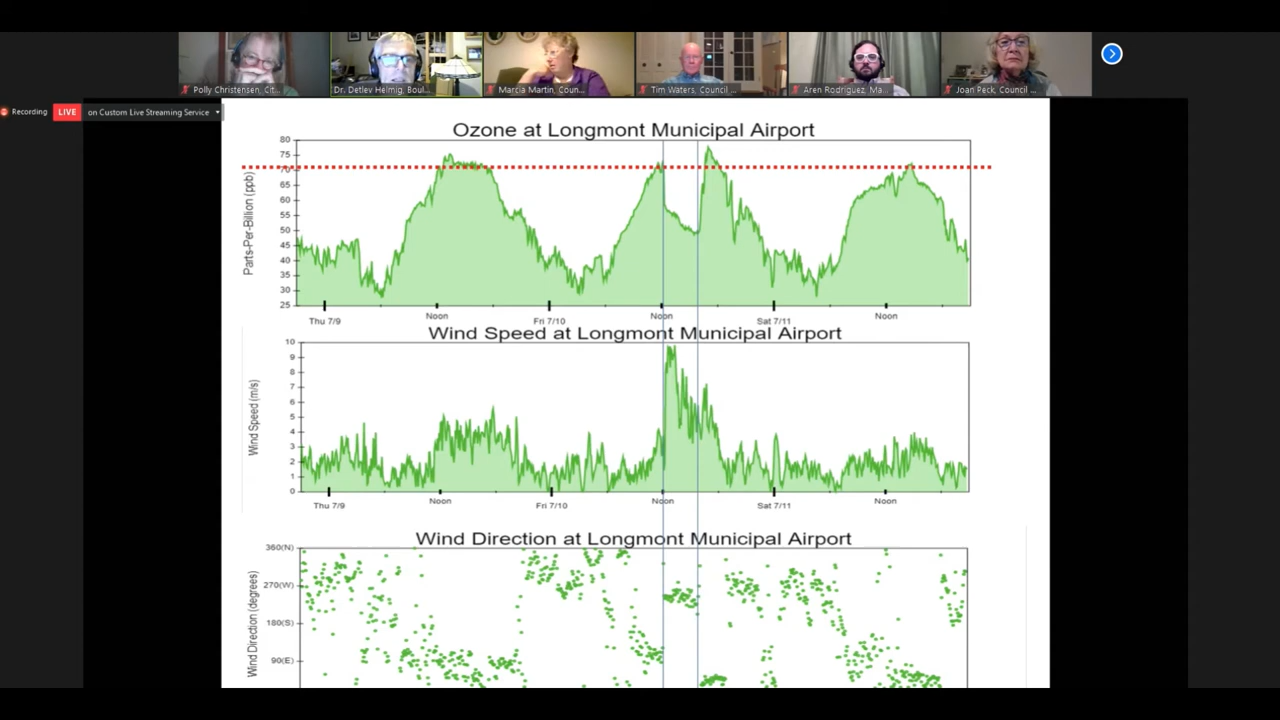 Polly Christensen, Cit...
Dr. Detlev Helmig, Boul...
Marcia Martin, Coun...
Tim Waters, Council ...
Aren Rodriguez, Ma...
Joan Peck, Council ...
Recording
LIVE
on Custom Live Streaming Service
Ozone at Longmont Municipal Airport
Parts-Per-Billion (ppb)
80
75
70
65
60
55
50
45
40
35
30
25
Thu 7/9
Noon
Fri 7/10
Noon
Sat 7/11
Noon
Wind Speed at Longmont Municipal Airport
Wind Speed (m/s)
10
9
8
7
6
5
4
3
2
1
0
Thu 7/9
Noon
Fri 7/10
Noon
Sat 7/11
Noon
Wind Direction at Longmont Municipal Airport
Wind Direction (degrees)
360(N)
270(W)
180(S)
90(E)